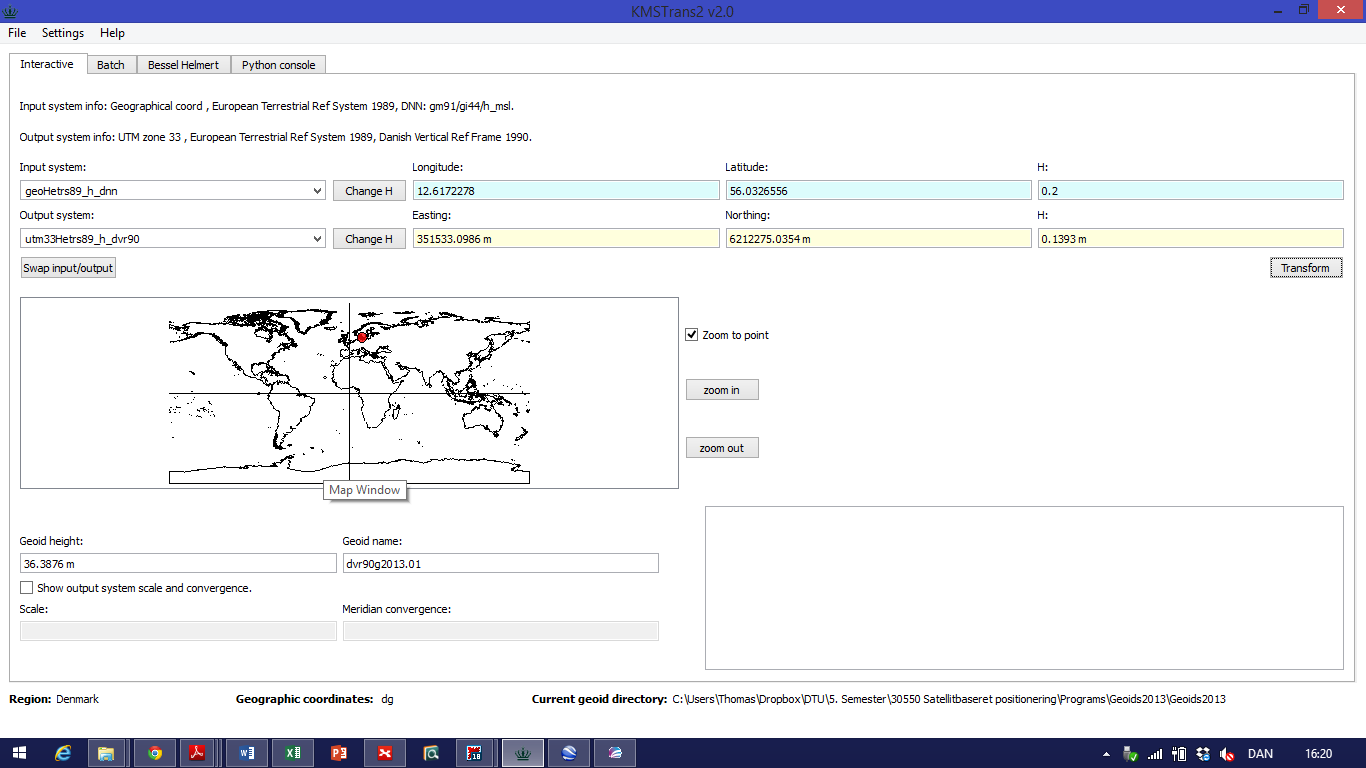 KMSTrans2 v2.0
File Settings Help
Interactive Batch Bessel Helmert Python console
Input system info: Geographical coord , European Terrestrial Ref System 1989, DNN: gm91/gi44/h_msl.
Output system info: UTM zone 33 , European Terrestrial Ref System 1989, Danish Vertical Ref Frame 1990.
Input system: Longitude: Latitude: H:
geoHetrs89_h_dnn Change H 12.6172278 56.0326556 0.2
Output system: Easting: Northing: H:
utm33Hetrs89_h_dvr90 Change H 351533.0986 m 6212275.0354 m 0.1393 m
Swap input/output Transform
Zoom to point
zoom in
zoom out
Map Window
Geoid height: Geoid name:
36.3876 m dvr90g2013.01
Show output system scale and convergence.
Scale: Meridian convergence:
Region: Denmark Geographic coordinates: dg Current geoid directory: C:\Users\Thomas\Dropbox\DTU\5. Semester\30550 Satellitbaseret positionering\Programs\Geoids2013\Geoids2013
DAN 16:20